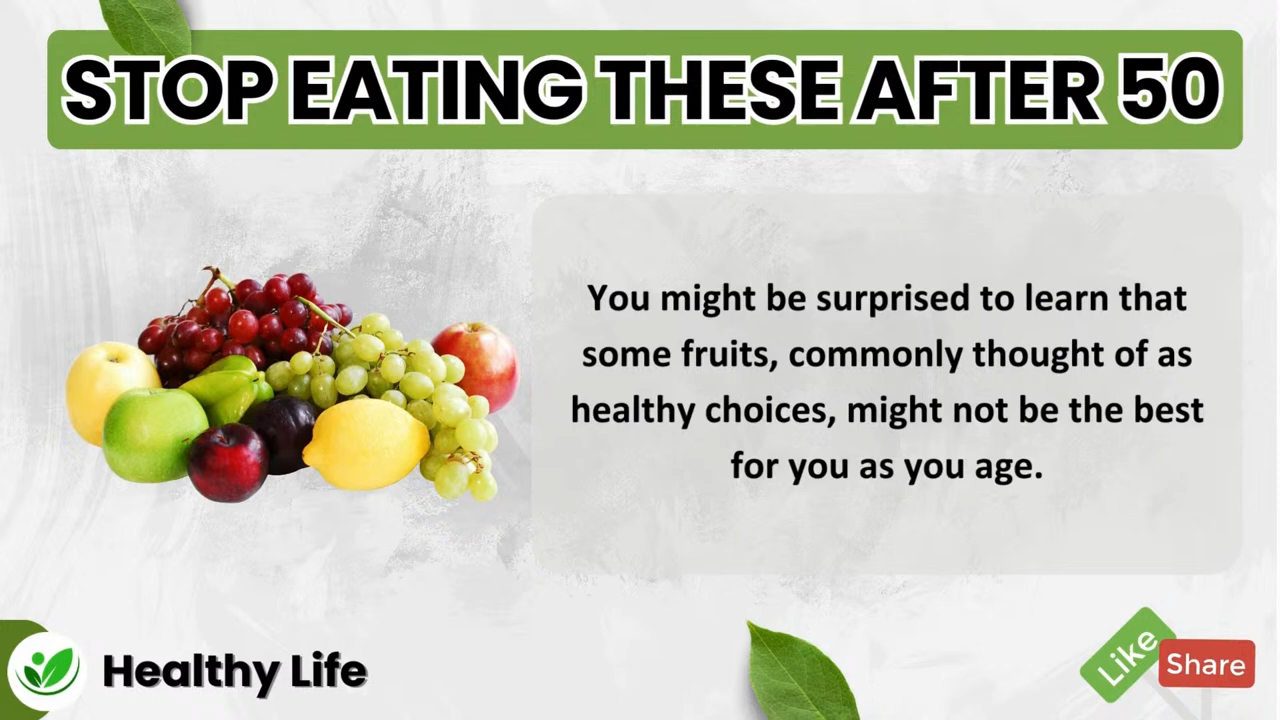 STOP EATING THESE AFTER 50
You might be surprised to learn that
some fruits, commonly thought of as
healthy choices, might not be the best
for you as you age.
Healthy Life
Like
Share